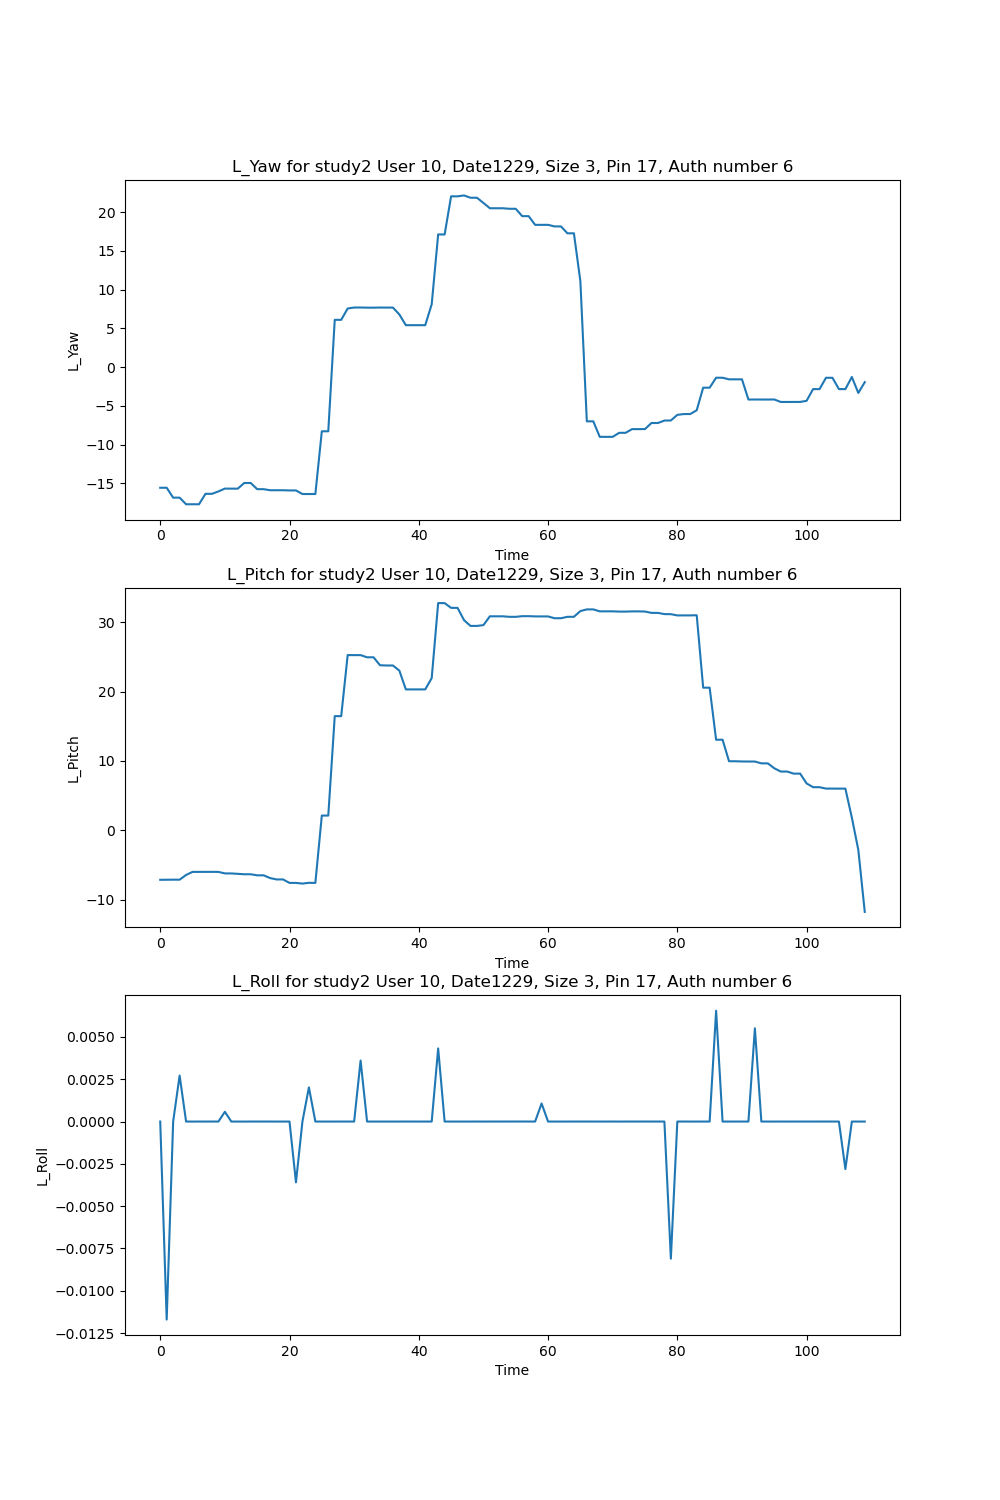 L_Yaw for study2 User 10, Date1229, Size 3, Pin 17, Auth number 6
20
15
10
5
0
−5
−10
−15
L_Yaw
0 20 40 60 80 100
Time
L_Pitch for study2 User 10, Date1229, Size 3, Pin 17, Auth number 6
30
20
10
0
−10
L_Pitch
0 20 40 60 80 100
Time
L_Roll for study2 User 10, Date1229, Size 3, Pin 17, Auth number 6
0.0050
0.0025
0.0000
−0.0025
−0.0050
−0.0075
−0.0100
−0.0125
L_Roll
0 20 40 60 80 100
Time